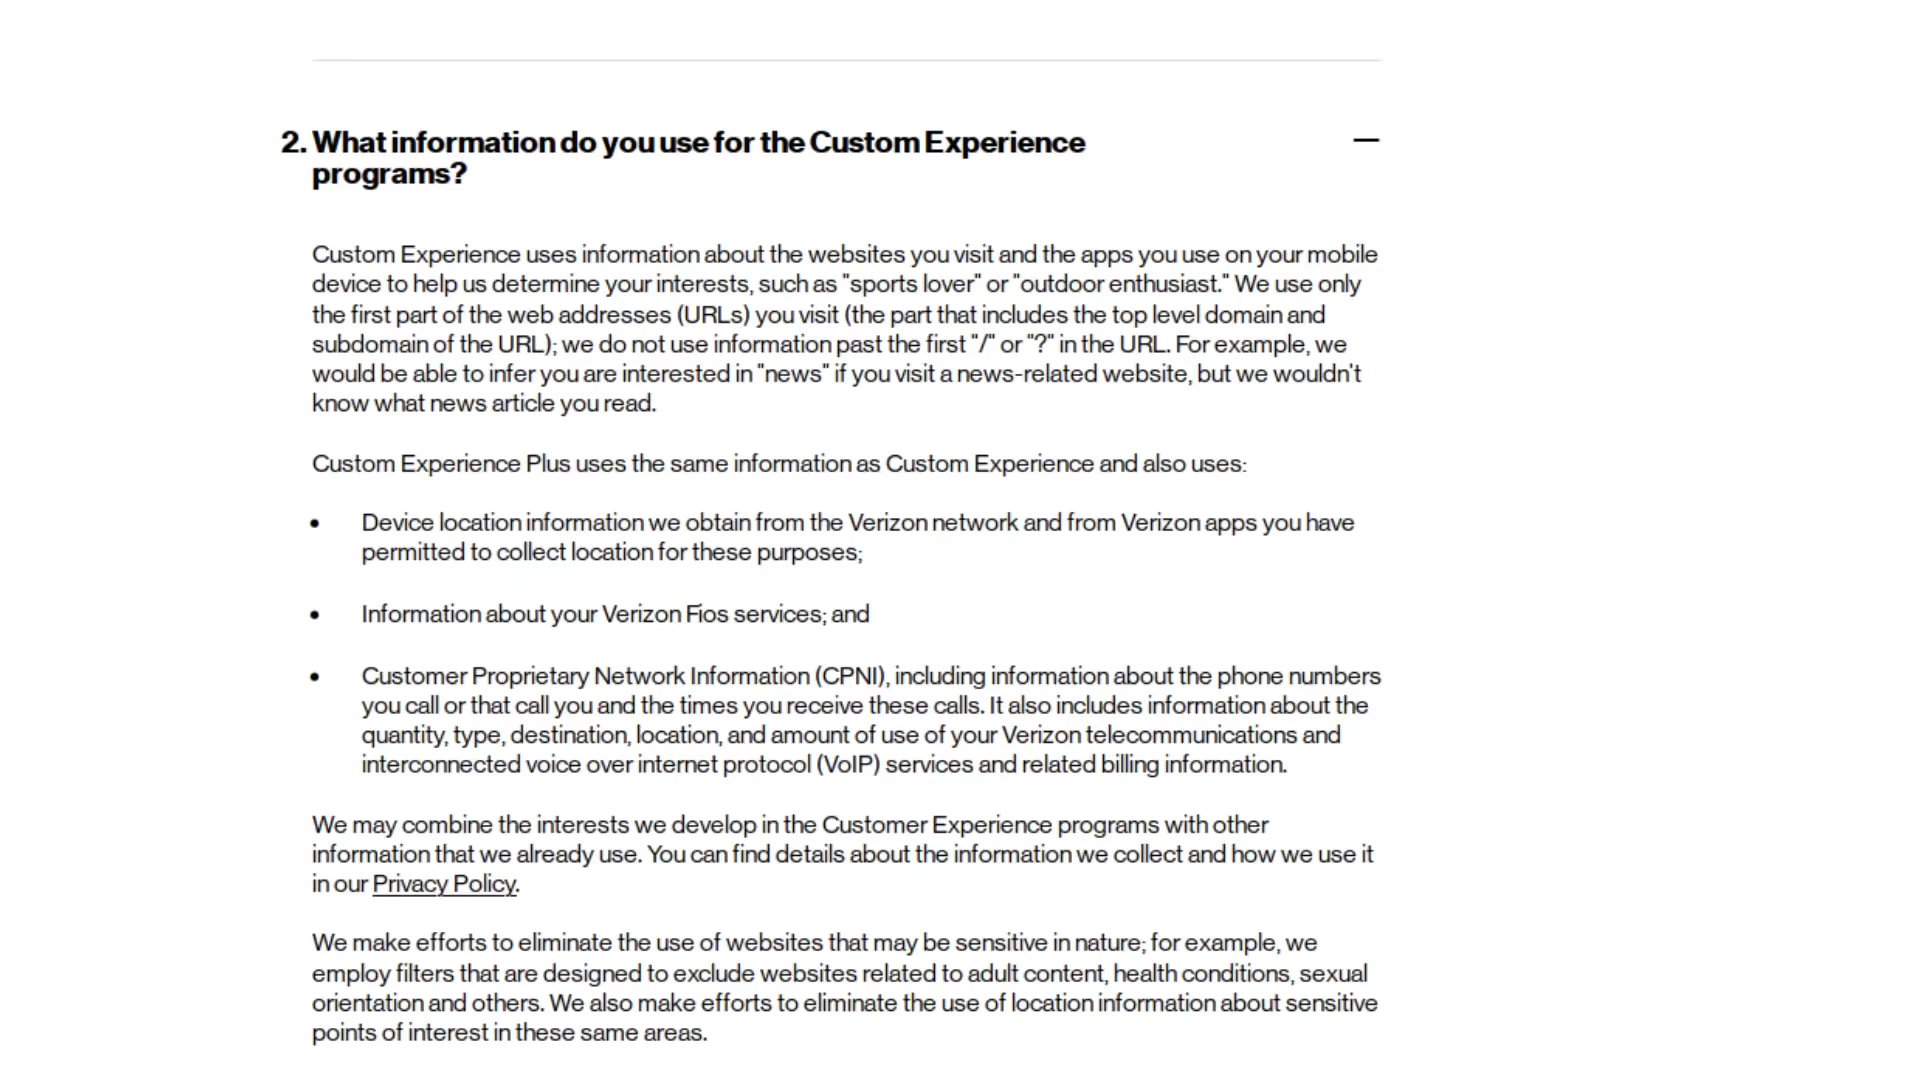 2. What information do you use for the Custom Experience
programs?
Custom Experience uses information about the websites you visit and the apps you use on your mobile
device to help us determine your interests, such as "sports lover" or "outdoor enthusiast." We use only
the first part of the web addresses (URLs) you visit (the part that includes the top level domain and
subdomain of the URL); we do not use information past the first "/" or "?" in the URL. For example, we
would be able to infer you are interested in "news" if you visit a news-related website, but we wouldn't
know what news article you read.
Custom Experience Plus uses the same information as Custom Experience and also uses:
• Device location information we obtain from the Verizon network and from Verizon apps you have
permitted to collect location for these purposes;
• Information about your Verizon Fios services; and
• Customer Proprietary Network Information (CPNI), including information about the phone numbers
you call or that call you and the times you receive these calls. It also includes information about the
quantity, type, destination, location, and amount of use of your Verizon telecommunications and
interconnected voice over internet protocol (VoIP) services and related billing information.
We may combine the interests we develop in the Customer Experience programs with other
information that we already use. You can find details about the information we collect and how we use it
in our Privacy Policy.
We make efforts to eliminate the use of websites that may be sensitive in nature; for example, we
employ filters that are designed to exclude websites related to adult content, health conditions, sexual
orientation and others. We also make efforts to eliminate the use of location information about sensitive
points of interest in these same areas.